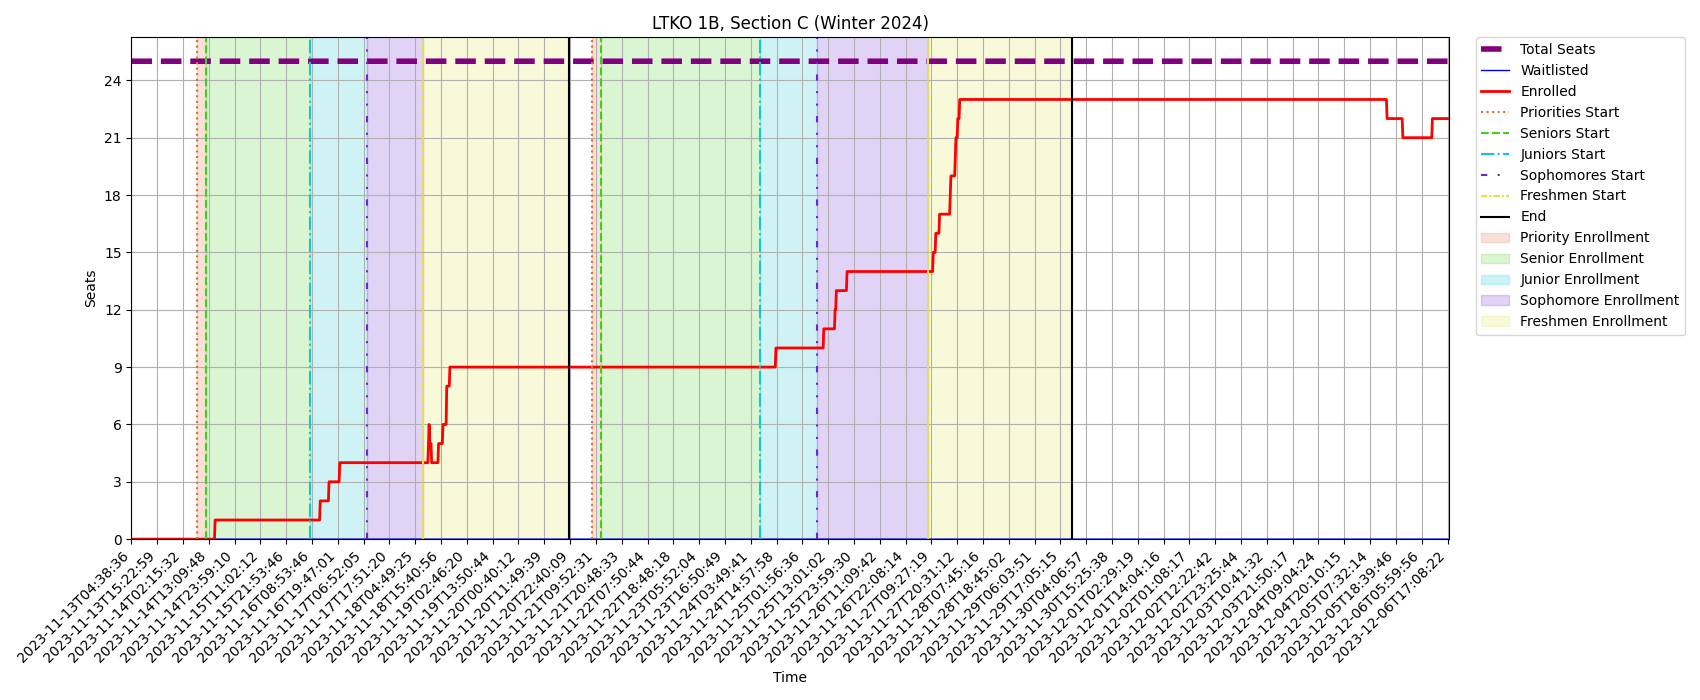 LTKO 1B, Section C (Winter 2024)
Total Seats
Waitlisted
Enrolled
Priorities Start
Seniors Start
Juniors Start
Sophomores Start
Freshmen Start
End
Priority Enrollment
Senior Enrollment
Junior Enrollment
Sophomore Enrollment
Freshmen Enrollment
Seats
24
21
18
15
12
9
6
3
0
2023-11-13T04:38:36
2023-11-13T15:22:59
2023-11-14T02:15:32
2023-11-14T13:09:48
2023-11-14T23:59:10
2023-11-15T11:02:12
2023-11-15T21:53:46
2023-11-16T08:53:46
2023-11-16T19:47:01
2023-11-17T06:52:05
2023-11-17T17:51:20
2023-11-18T04:49:25
2023-11-18T15:40:56
2023-11-19T02:46:20
2023-11-19T13:50:44
2023-11-20T00:40:12
2023-11-20T11:49:39
2023-11-20T22:40:09
2023-11-21T09:52:31
2023-11-21T20:48:33
2023-11-22T07:50:44
2023-11-22T18:48:18
2023-11-23T05:52:04
2023-11-23T16:50:49
2023-11-24T03:49:41
2023-11-24T14:57:58
2023-11-25T01:56:36
2023-11-25T13:01:02
2023-11-25T23:59:30
2023-11-26T11:09:42
2023-11-26T22:08:14
2023-11-27T09:27:19
2023-11-27T20:31:12
2023-11-28T07:45:16
2023-11-28T18:45:02
2023-11-29T06:03:51
2023-11-29T17:05:15
2023-11-30T04:06:57
2023-11-30T15:25:38
2023-12-01T02:29:19
2023-12-01T14:04:16
2023-12-02T01:08:17
2023-12-02T12:22:42
2023-12-02T23:25:44
2023-12-03T10:41:32
2023-12-03T21:50:17
2023-12-04T09:04:24
2023-12-04T20:10:15
2023-12-05T07:32:14
2023-12-05T18:39:46
2023-12-06T05:59:56
2023-12-06T17:08:22
Time